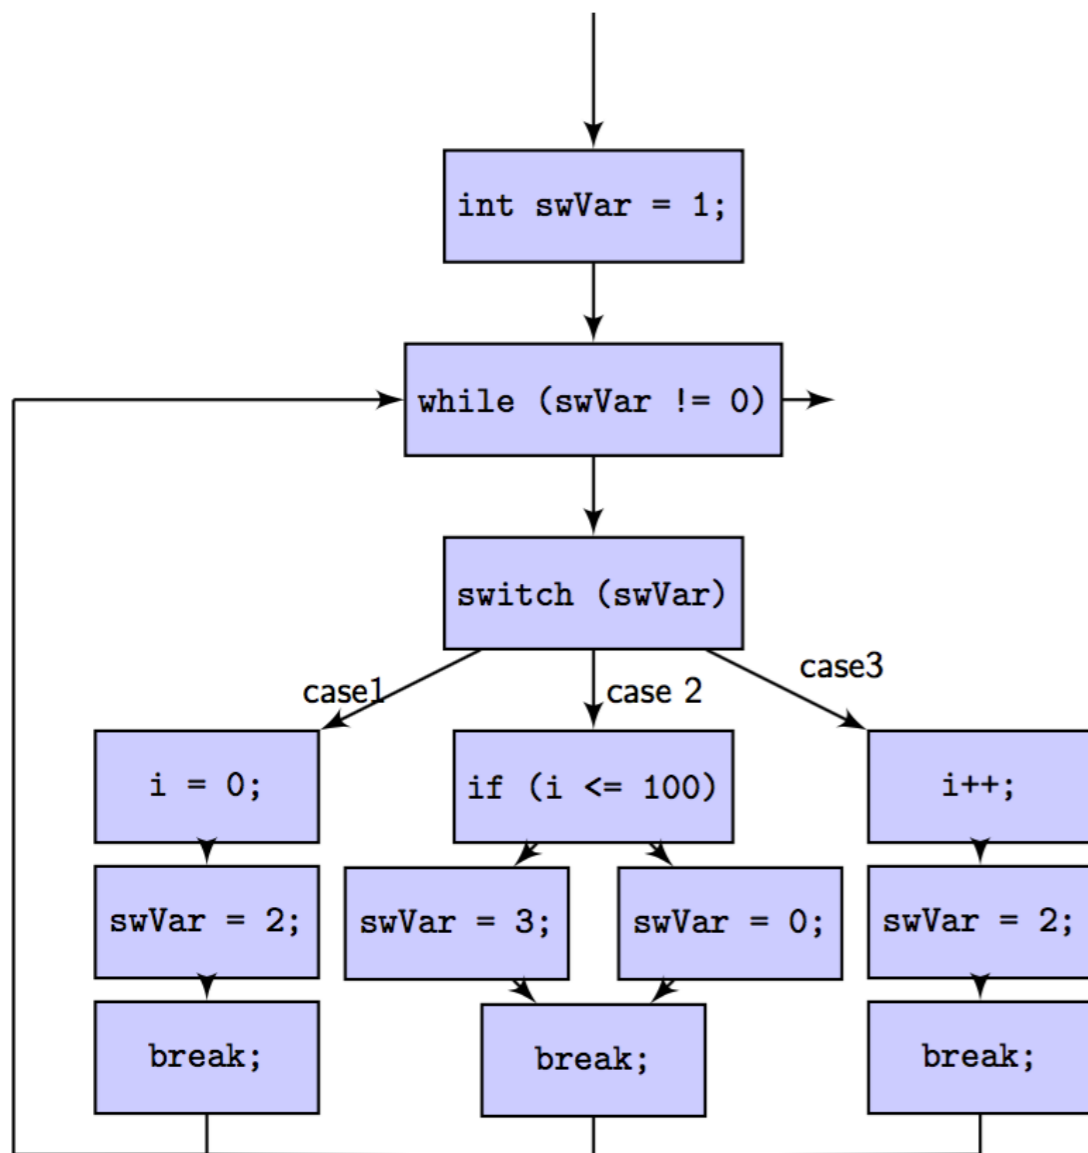 int swVar = 1;
while (swVar != 0)
switch (swVar)
case1
case 2
case3
i = 0;
if (i <= 100)
i++;
swVar = 2;
swVar = 3;
swVar = 0;
swVar = 2;
break;
break;
break;